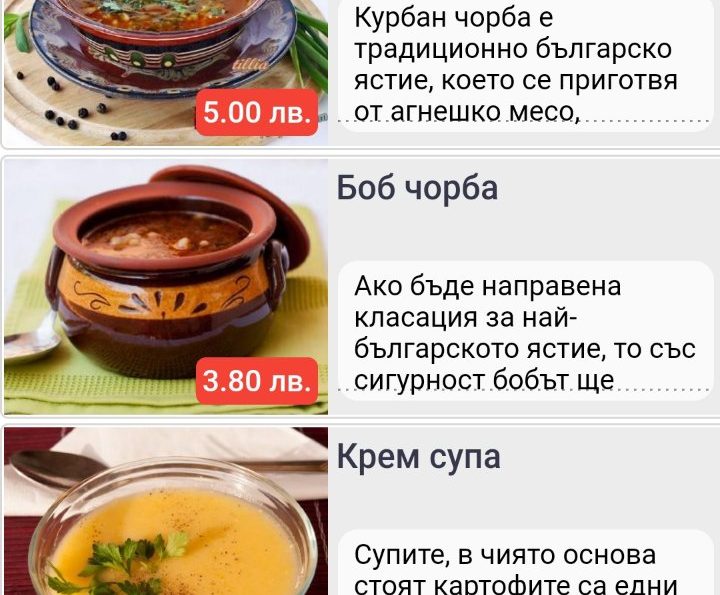 Курбан чорба е
традиционно българско
ястие, което се приготвя
от агнешко месо,
tillia
5.00 лв.
Боб чорба
Ако бъде направена
класация за най-
българското ястие, то със
сигурност бобът ще
3.80 лв.
Крем супа
Супите, в чиято основа
стоят картофите са едни